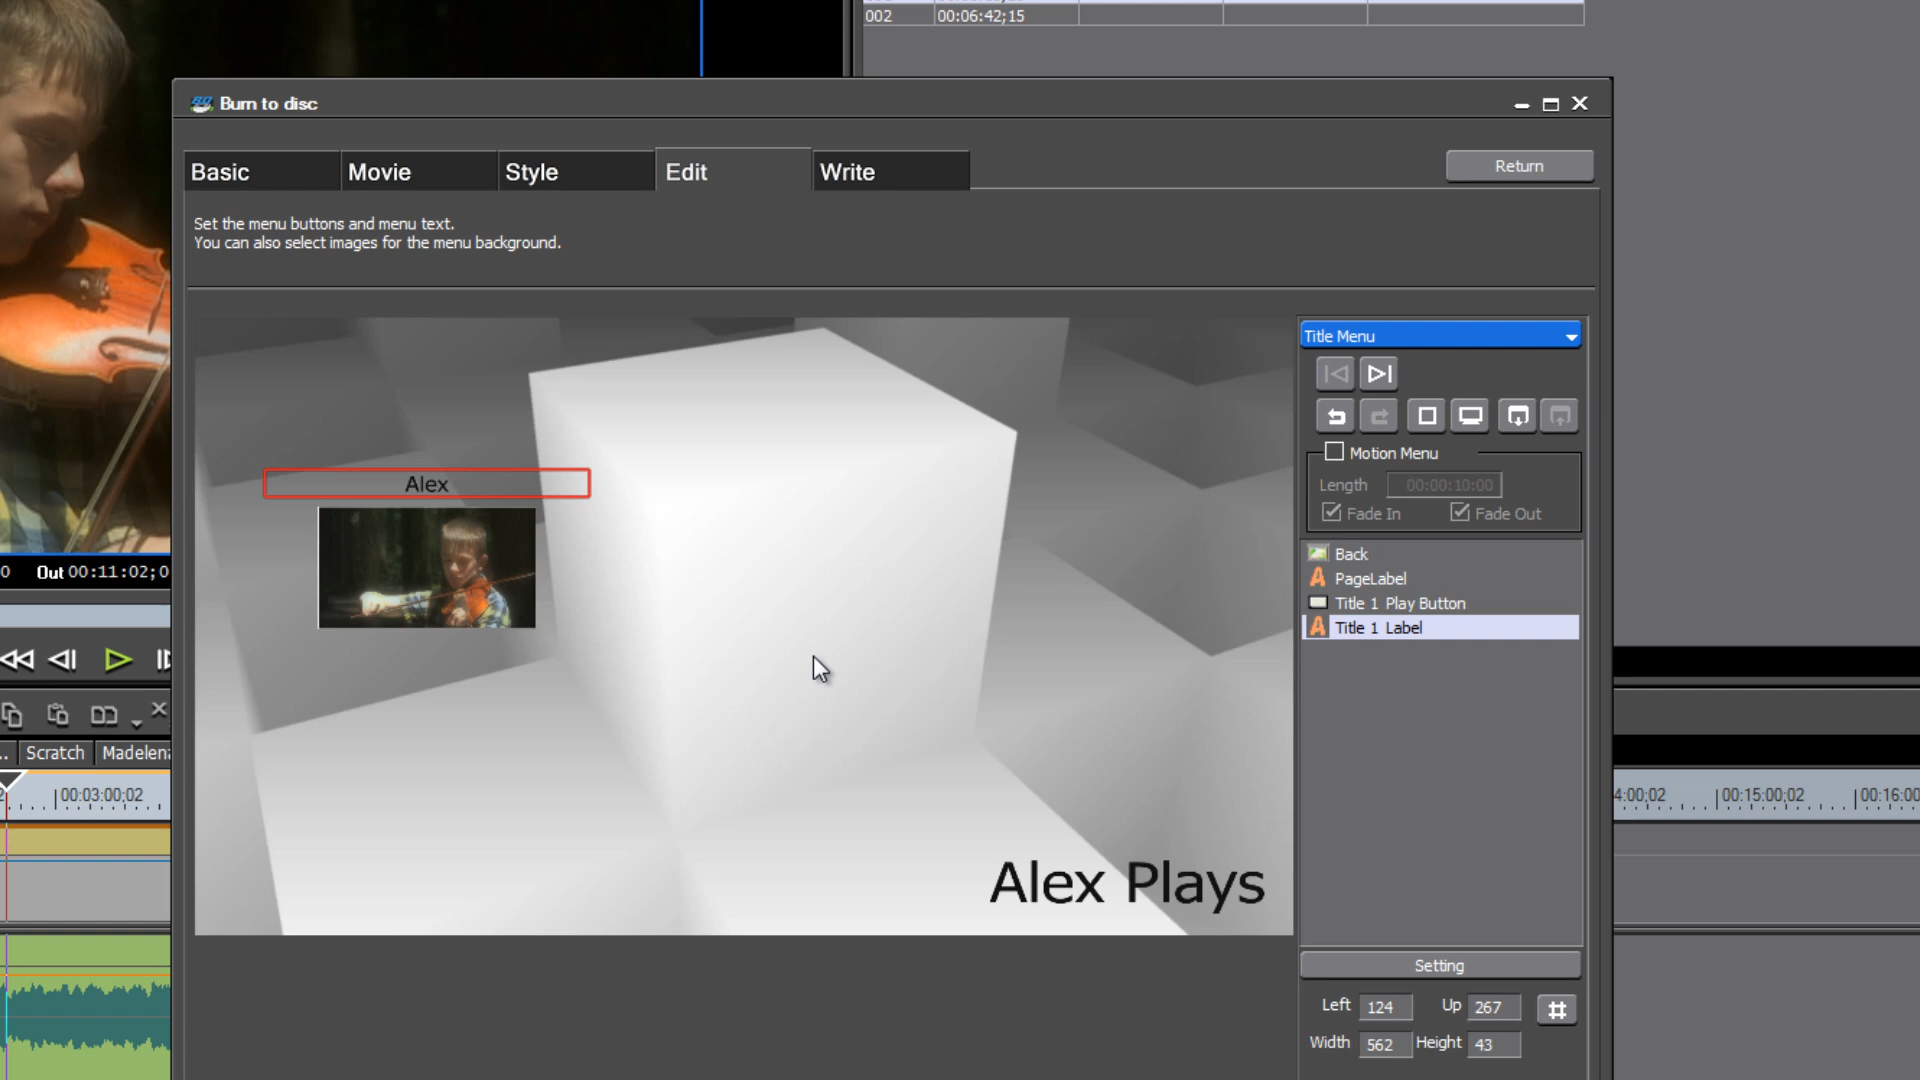 002 00:06:42;15
Burn to disc
Basic Movie Style Edit Write Return
Set the menu buttons and menu text.
You can also select images for the menu background.
Title Menu
Motion Menu
Length 00:00:10:00
Fade In Fade Out
Alex
Back
PageLabel
Title 1 Play Button
Title 1 Label
Out 00:11:02;0
Scratch Madelena
00:03:00;02 4:00;02 00:15:00;02 00:16:00
Alex Plays
Setting
Left 124 Up 267
Width 562 Height 43